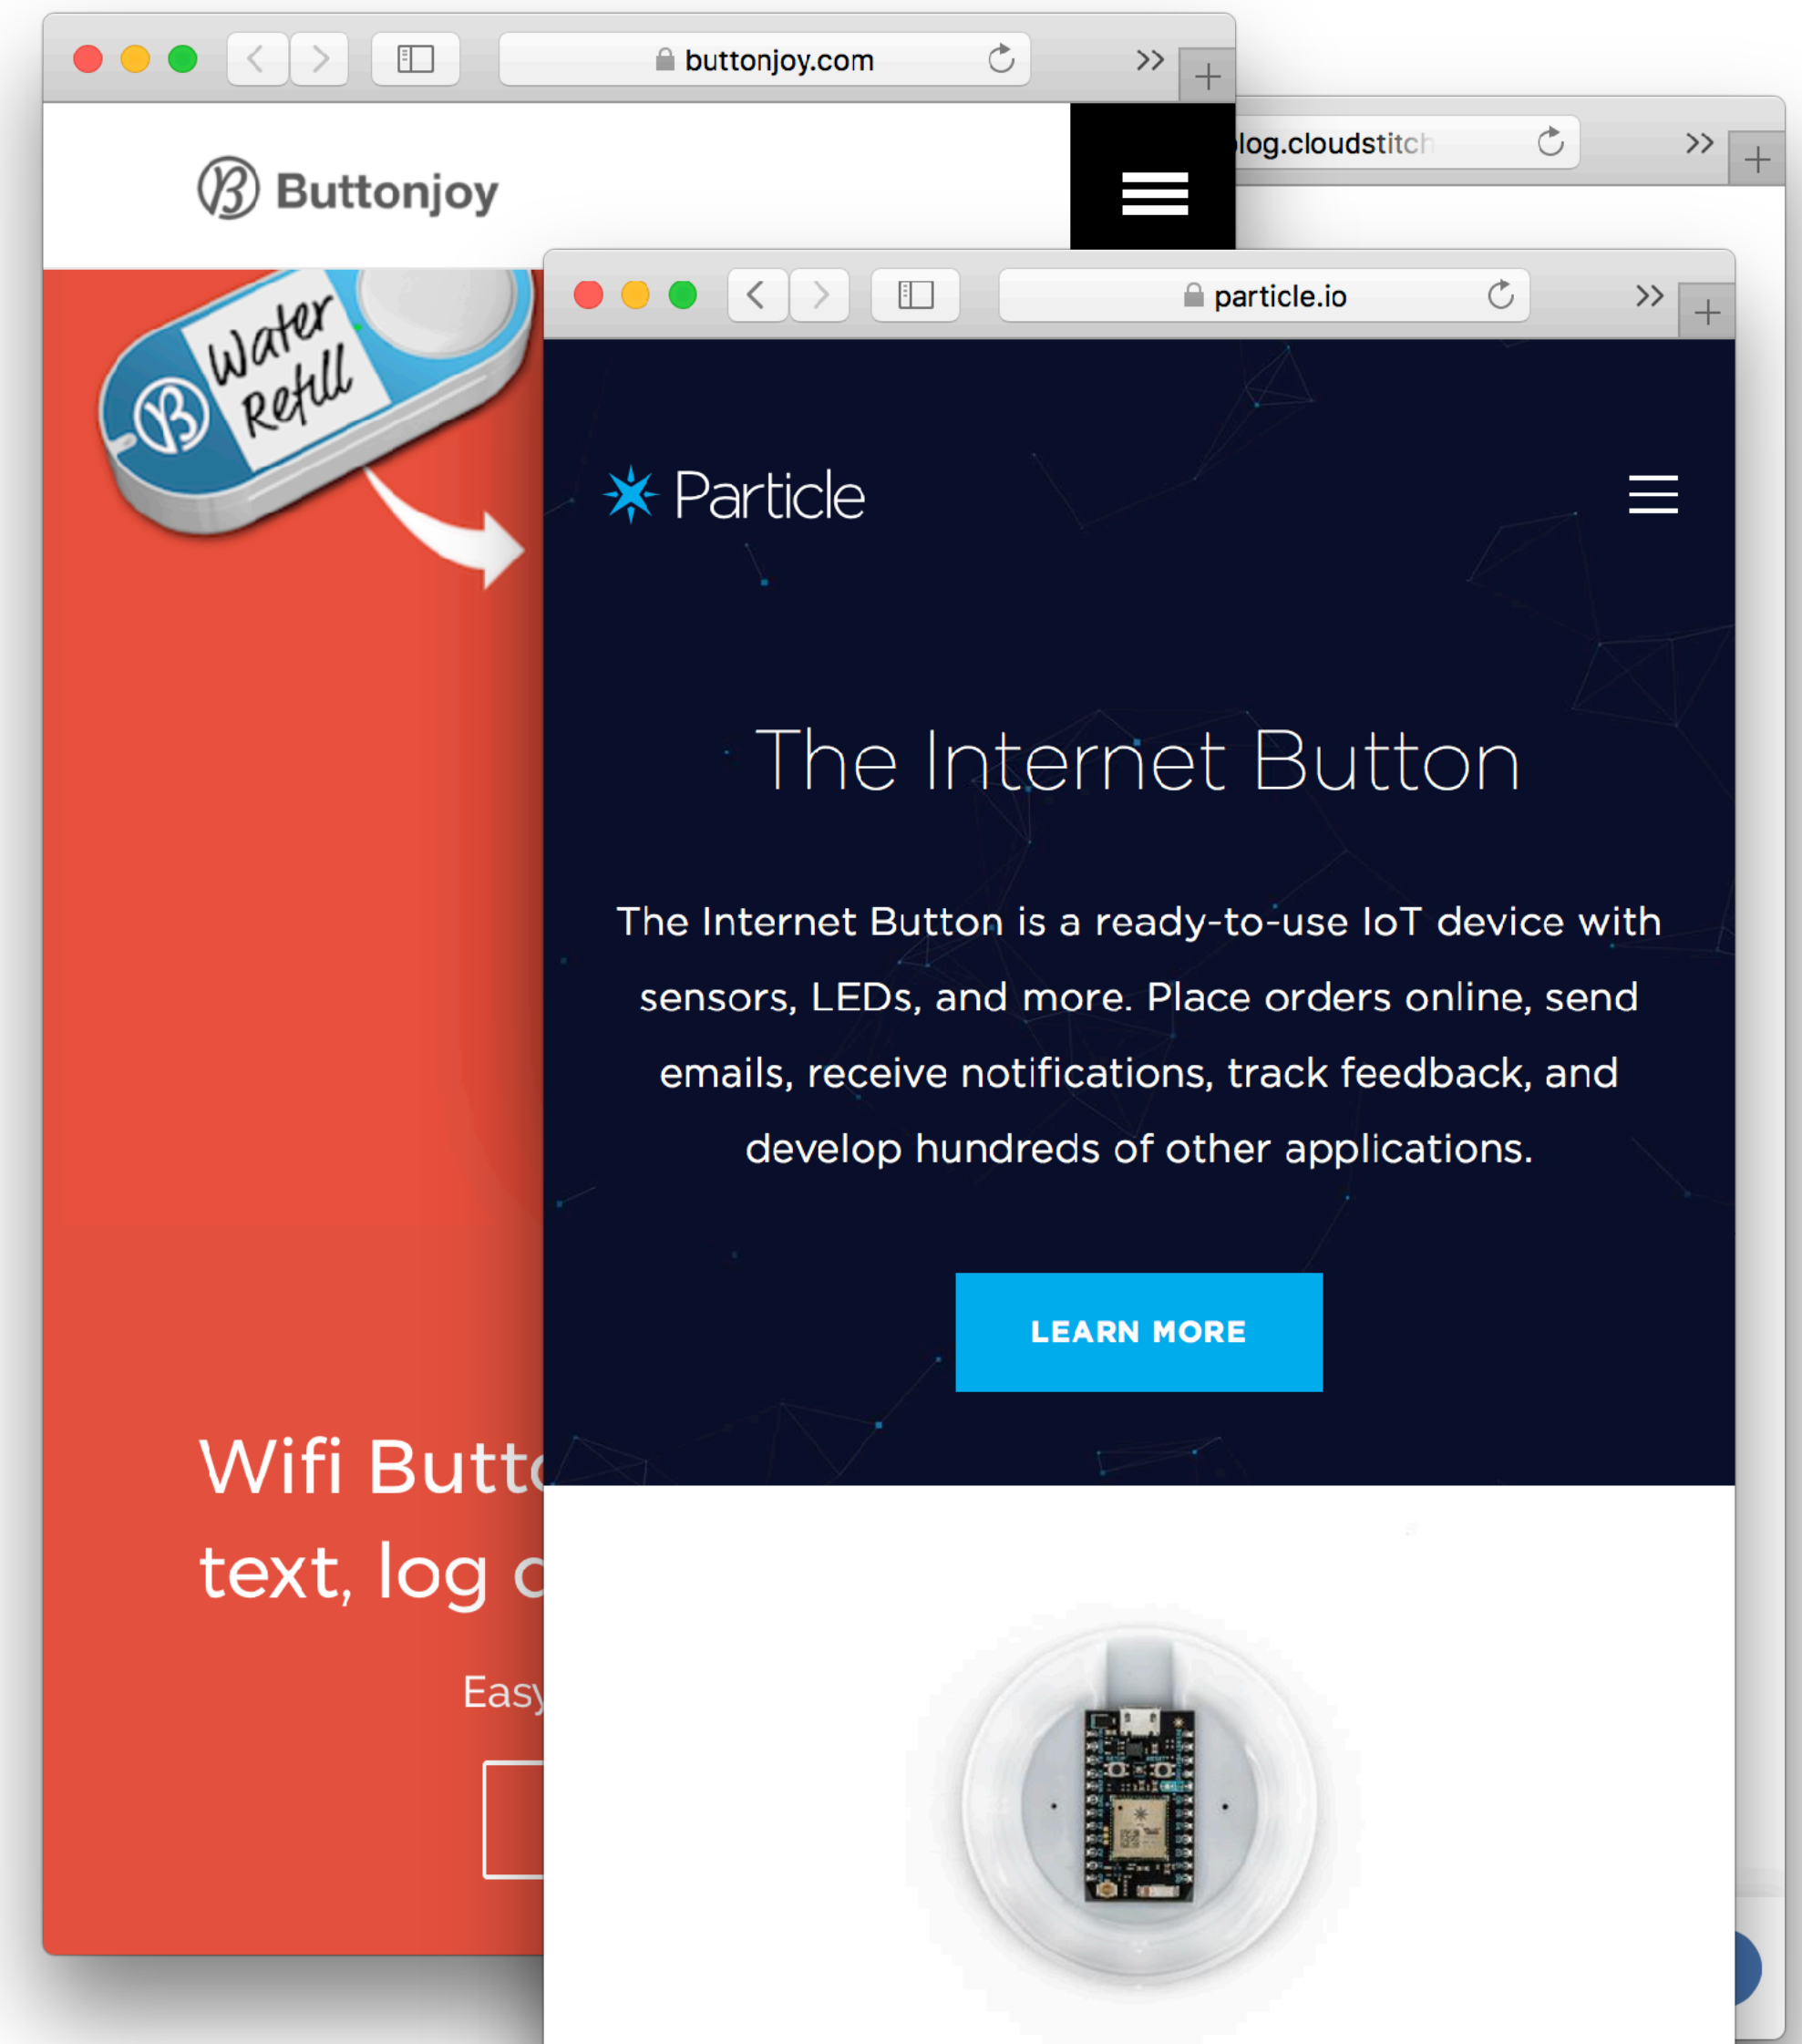 buttonjoy.com
Buttonjoy
Water
Refill
Wifi
text, log
log.cloudstitch
particle.io
Particle
The Internet Button
The Internet Button is a ready-to-use IoT device with
sensors, LEDs, and more. Place orders online, send
emails, receive notifications, track feedback, and
develop hundreds of other applications.
LEARN MORE